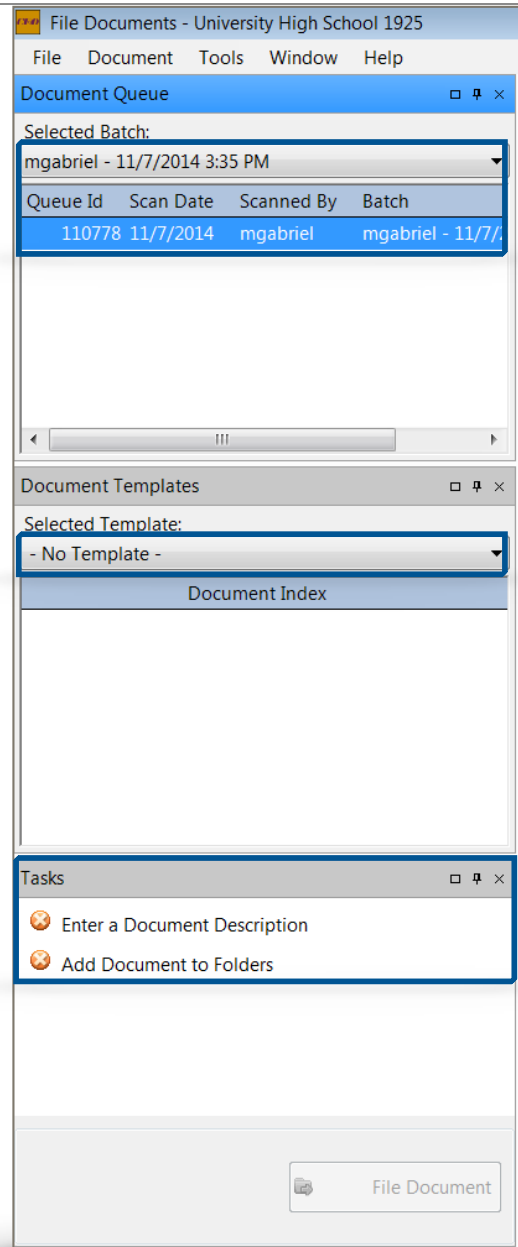 File Documents - University High School 1925
File Document Tools Window Help
Document Queue
Selected Batch:
mgabriel - 11/7/2014 3:35 PM
Queue Id Scan Date Scanned By Batch
110778 11/7/2014 mgabriel mgabriel - 11/7/
Document Templates
Selected Template:
- No Template -
Document Index
Tasks
Enter a Document Description
Add Document to Folders
File Document